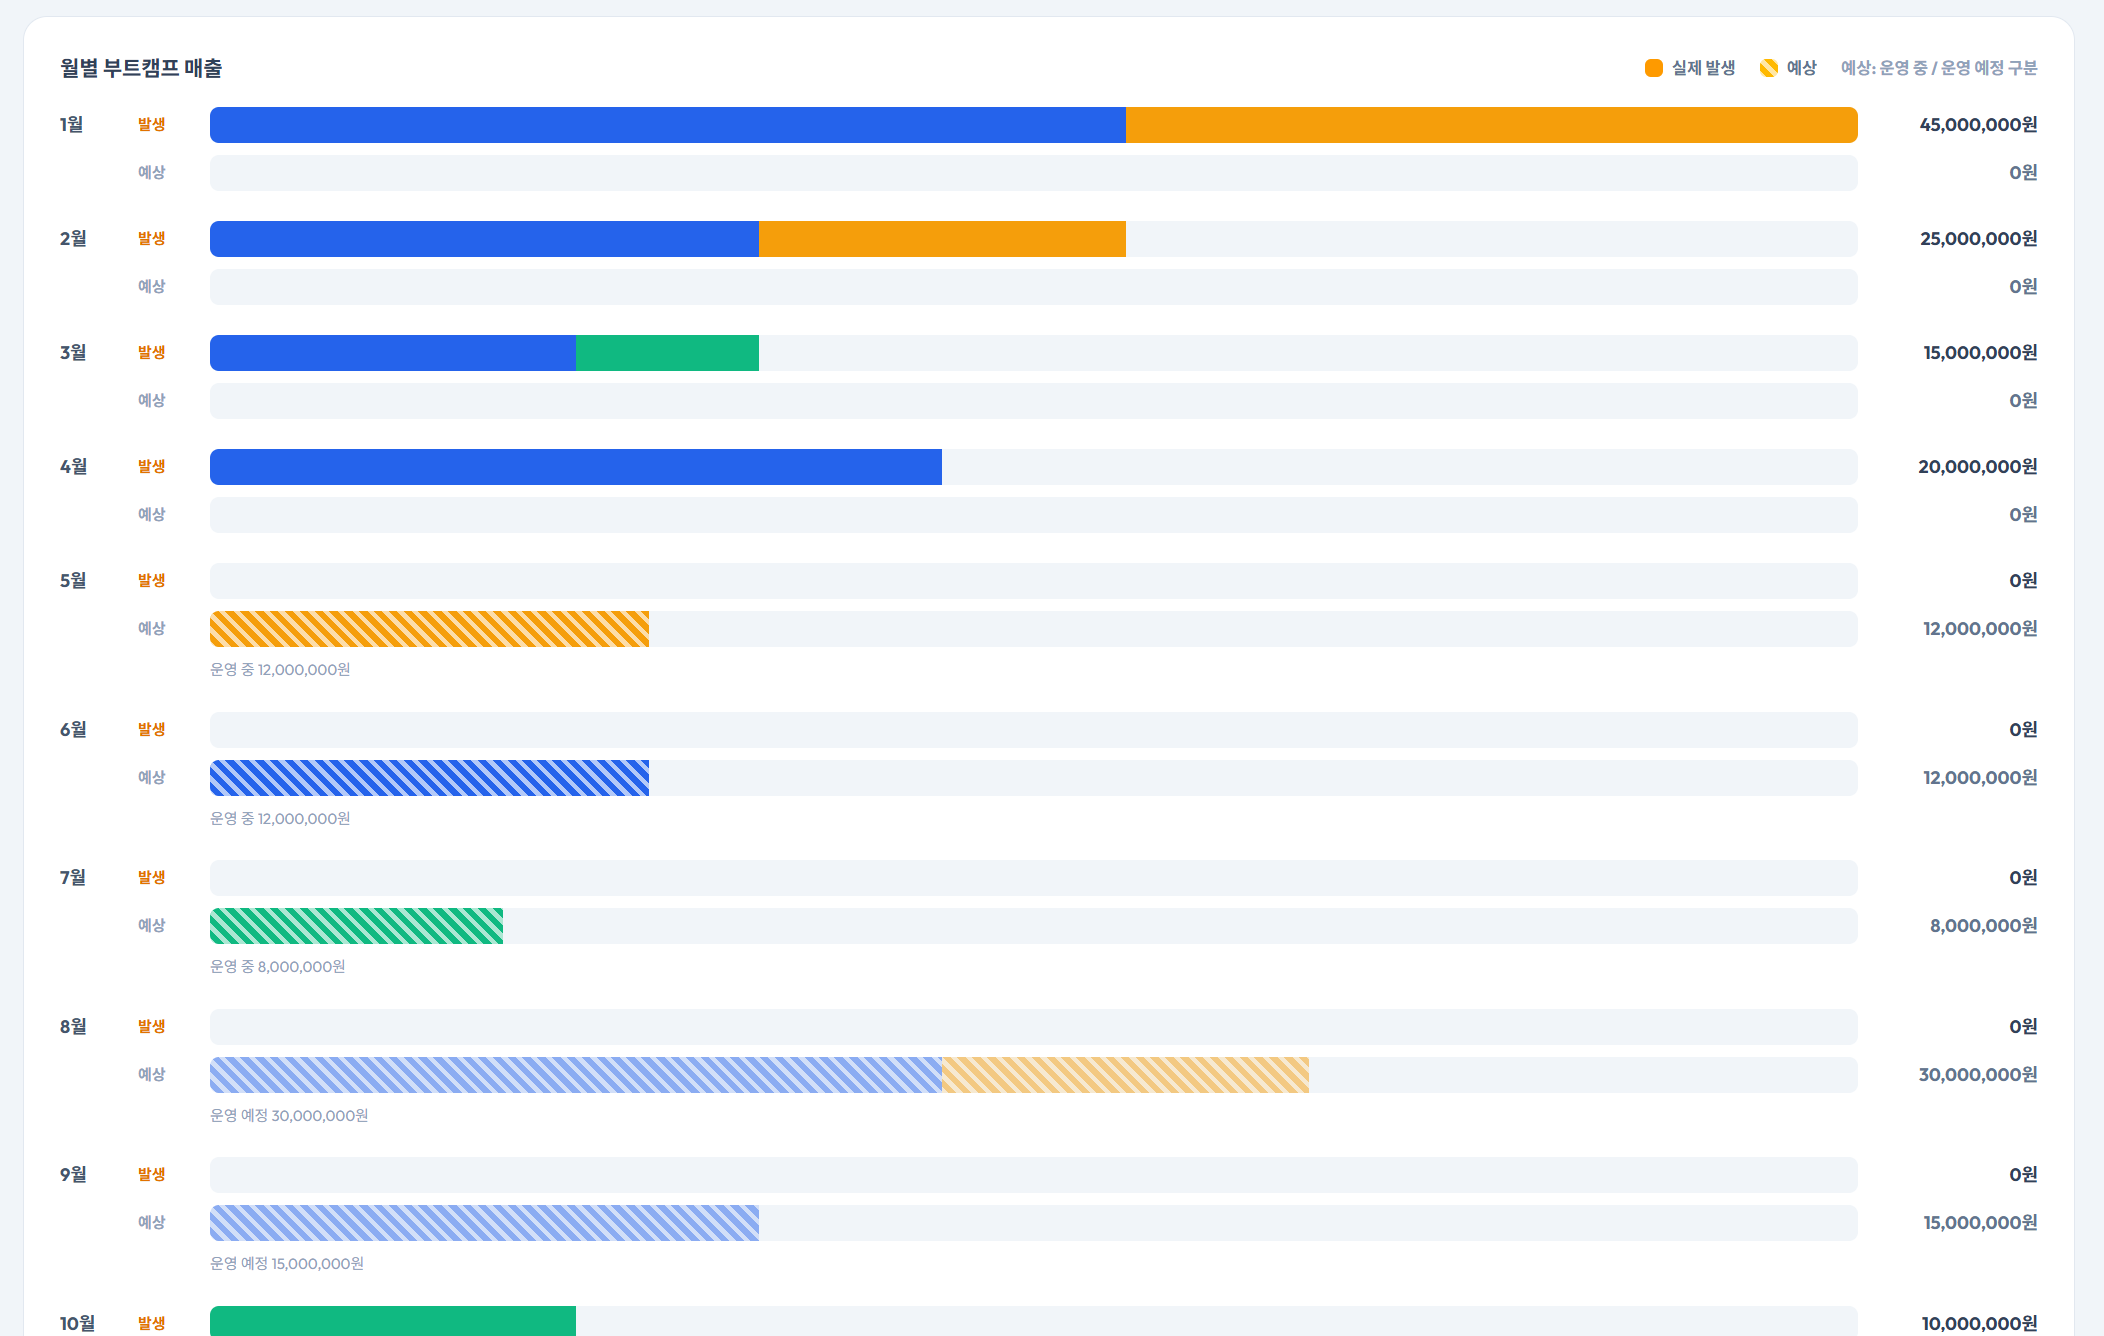 월별 부트캠프 매출
실제 발생 예상 예상: 운영 중 / 운영 예정 구분
1월 발생 45,000,000원
예상 0원
2월 발생 25,000,000원
예상 0원
3월 발생 15,000,000원
예상 0원
4월 발생 20,000,000원
예상 0원
5월 발생 0원
예상 12,000,000원
운영 중 12,000,000원
6월 발생 0원
예상 12,000,000원
운영 중 12,000,000원
7월 발생 0원
예상 8,000,000원
운영 중 8,000,000원
8월 발생 0원
예상 30,000,000원
운영 예정 30,000,000원
9월 발생 0원
예상 15,000,000원
운영 예정 15,000,000원
10월 발생 10,000,000원